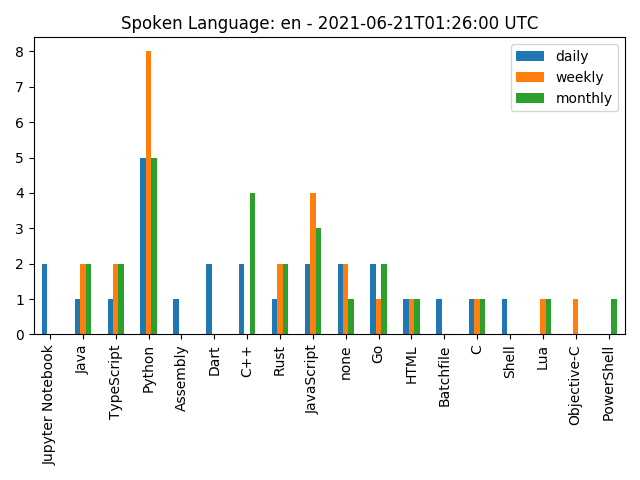 Spoken Language: en - 2021-06-21T01:26:00 UTC
daily
weekly
monthly
8
7
6
5
4
3
2
1
0
Jupyter Notebook
Java
TypeScript
Python
Assembly
Dart
C++
Rust
JavaScript
none
Go
HTML
Batchfile
C
Shell
Lua
Objective-C
PowerShell